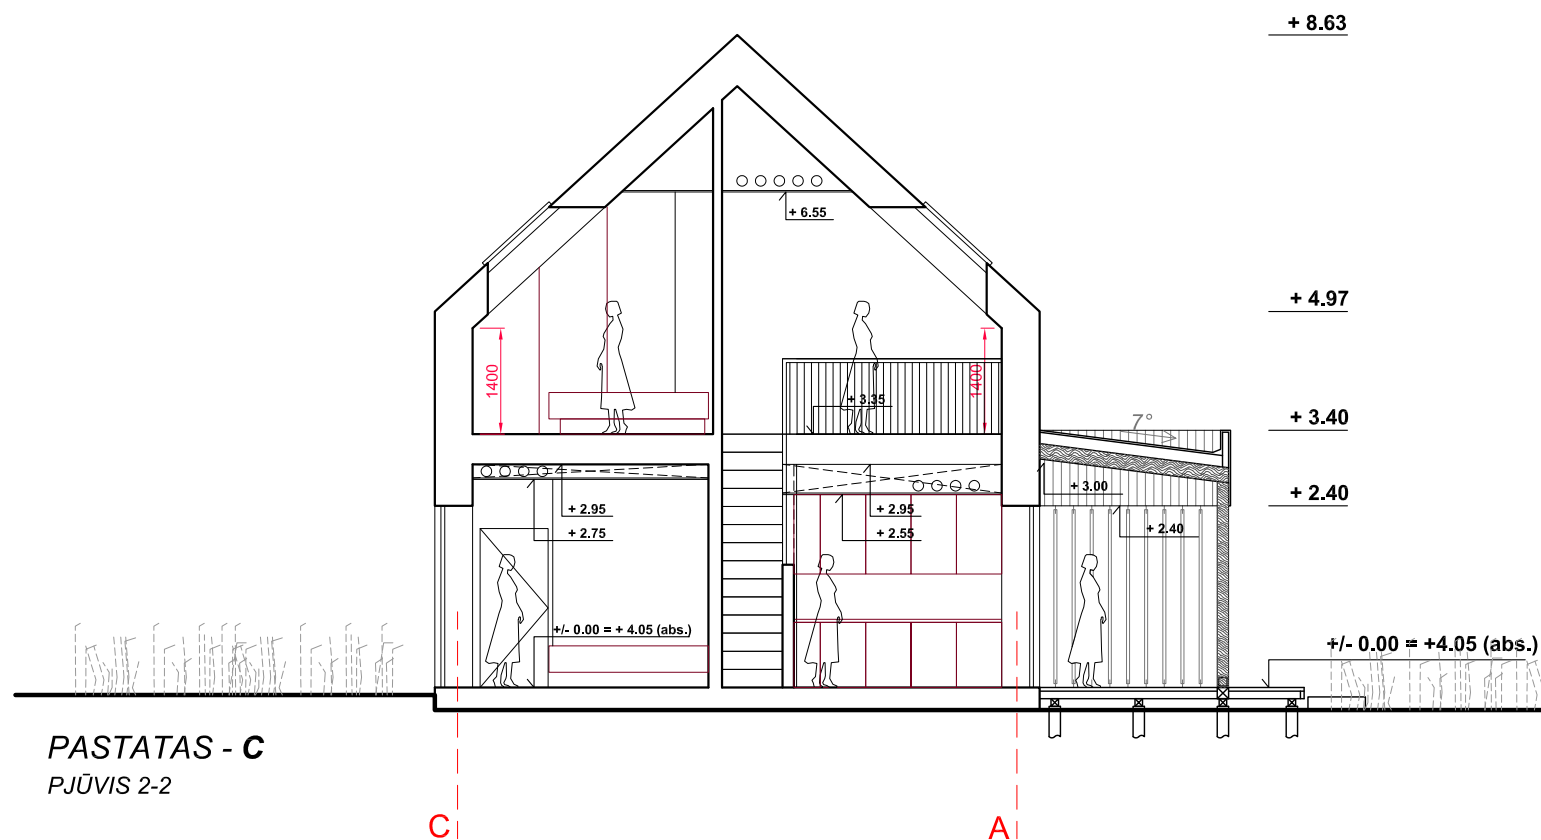 + 8.63
+ 6.55
+ 4.97
1400
1400
+ 3.35
7°
+ 3.40
+ 3.00
+ 2.40
+ 2.95
+ 2.75
+ 2.95
+ 2.55
+ 2.40
+/- 0.00 = + 4.05 (abs.)
+/- 0.00 = +4.05 (abs.)
PASTATAS - C
PJŪVIS 2-2
C
A